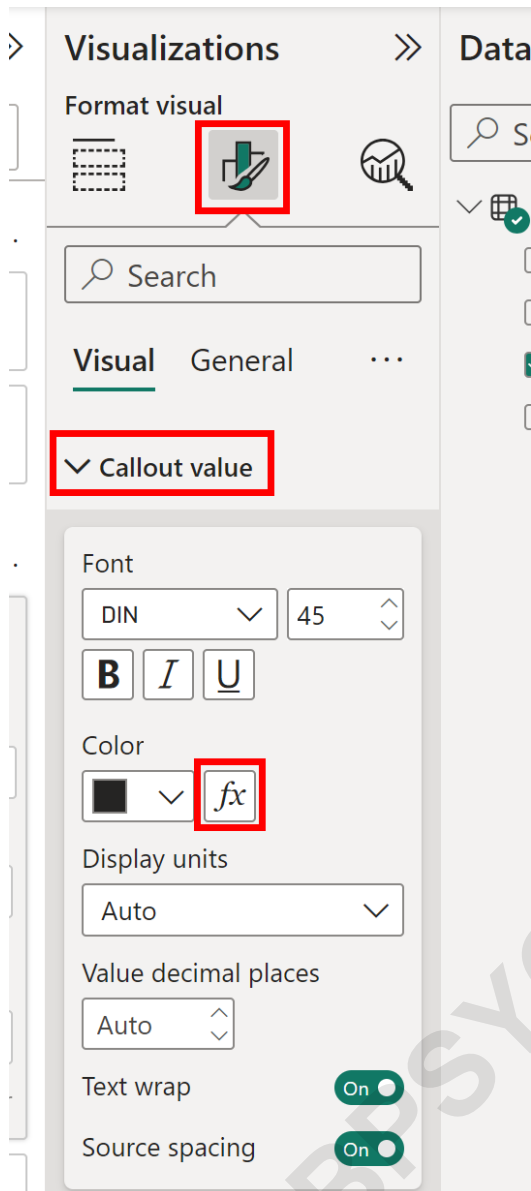 Visualizations
Data
Format visual
Search
Visual General ...
Callout value
Font
DIN 45
B I U
Color
fx
Display units
Auto
Value decimal places
Auto
Text wrap On
Source spacing On